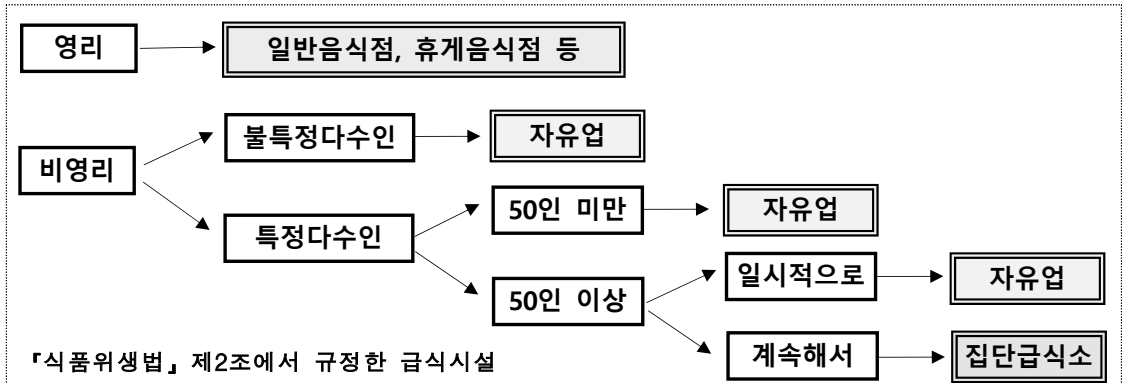 영리
일반음식점, 휴게음식점 등
불특정다수인
자유업
비영리
50인 미만
자유업
특정다수인
일시적으로
자유업
50인 이상
계속해서
집단급식소
『식품위생법』 제2조에서 규정한 급식시설